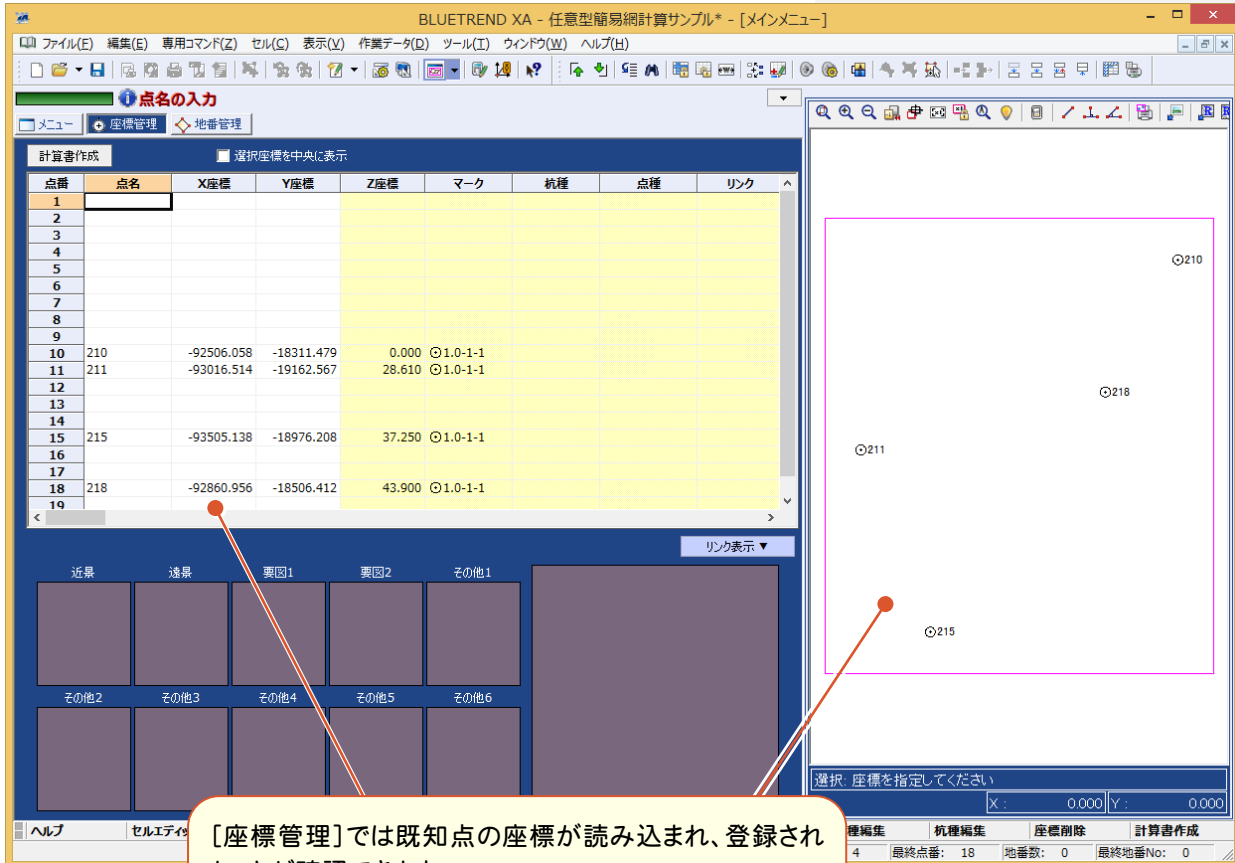 BLUETREND XA - 任意型簡易網計算サンプル* - [メインメニュー]
ファイル(F) 編集(E) 専用コマンド(Z) セル(C) 表示(V) 作業データ(D) ツール(T) ウィンドウ(W) ヘルプ(H)
点名の入力
メニュー 座標管理 地番管理
計算書作成 選択座標を中央に表示
点番 点名 X座標 Y座標 Z座標 マーク 杭種 点種 リンク
1
2
3
4
5
6
7
8
9
10 210 -92506.058 -18311.479 0.000 ⊙1.0-1-1
11 211 -93016.514 -19162.567 28.610 ⊙1.0-1-1
12
13
14
15 215 -93505.138 -18976.208 37.250 ⊙1.0-1-1
16
17
18 218 -92860.956 -18506.412 43.900 ⊙1.0-1-1
19
リンク表示 ▼
近景 遠景 要図1 要図2 その他1
その他2 その他3 その他4 その他5 その他6
⊙210
⊙218
⊙211
⊙215
選択: 座標を指定してください
X : 0.000 Y : 0.000
ヘルプ セルエディ
種編集 杭種編集 座標削除 計算書作成
4 最終点番: 18 地番数: 0 最終地番No: 0
[座標管理]では既知点の座標が読み込まれ、登録され